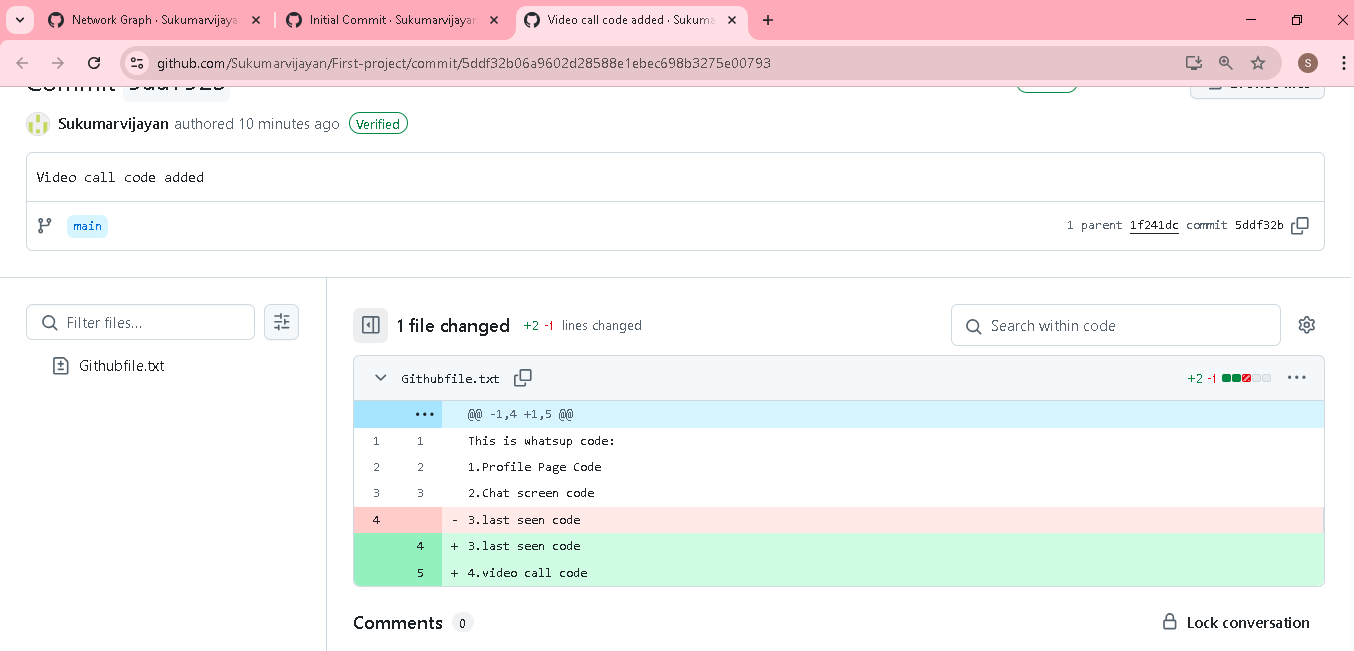 Network Graph · Sukumarvijaya
Initial Commit · Sukumarvijayan
Video call code added · Sukuma
github.com/Sukumarvijayan/First-project/commit/5ddf32b06a9602d28588e1ebec698b3275e00793
S
Sukumarvijayan authored 10 minutes ago Verified
Video call code added
main
1 parent 1f241dc commit 5ddf32b
Filter files...
Githubfile.txt
1 file changed +2 -1 lines changed
Search within code
Githubfile.txt
+2 -1
@@ -1,4 +1,5 @@
1 1 This is whatsup code:
2 2 1.Profile Page Code
3 3 2.Chat screen code
4 - 3.last seen code
4 + 3.last seen code
5 + 4.video call code
Comments 0
Lock conversation